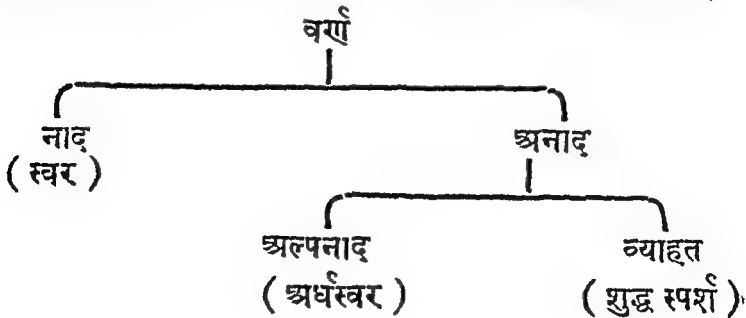 वर्ण
नाद
अनाद
( स्वर )
अल्पनाद
व्याहत
( अर्धस्वर )
( शुद्ध स्पर्श )